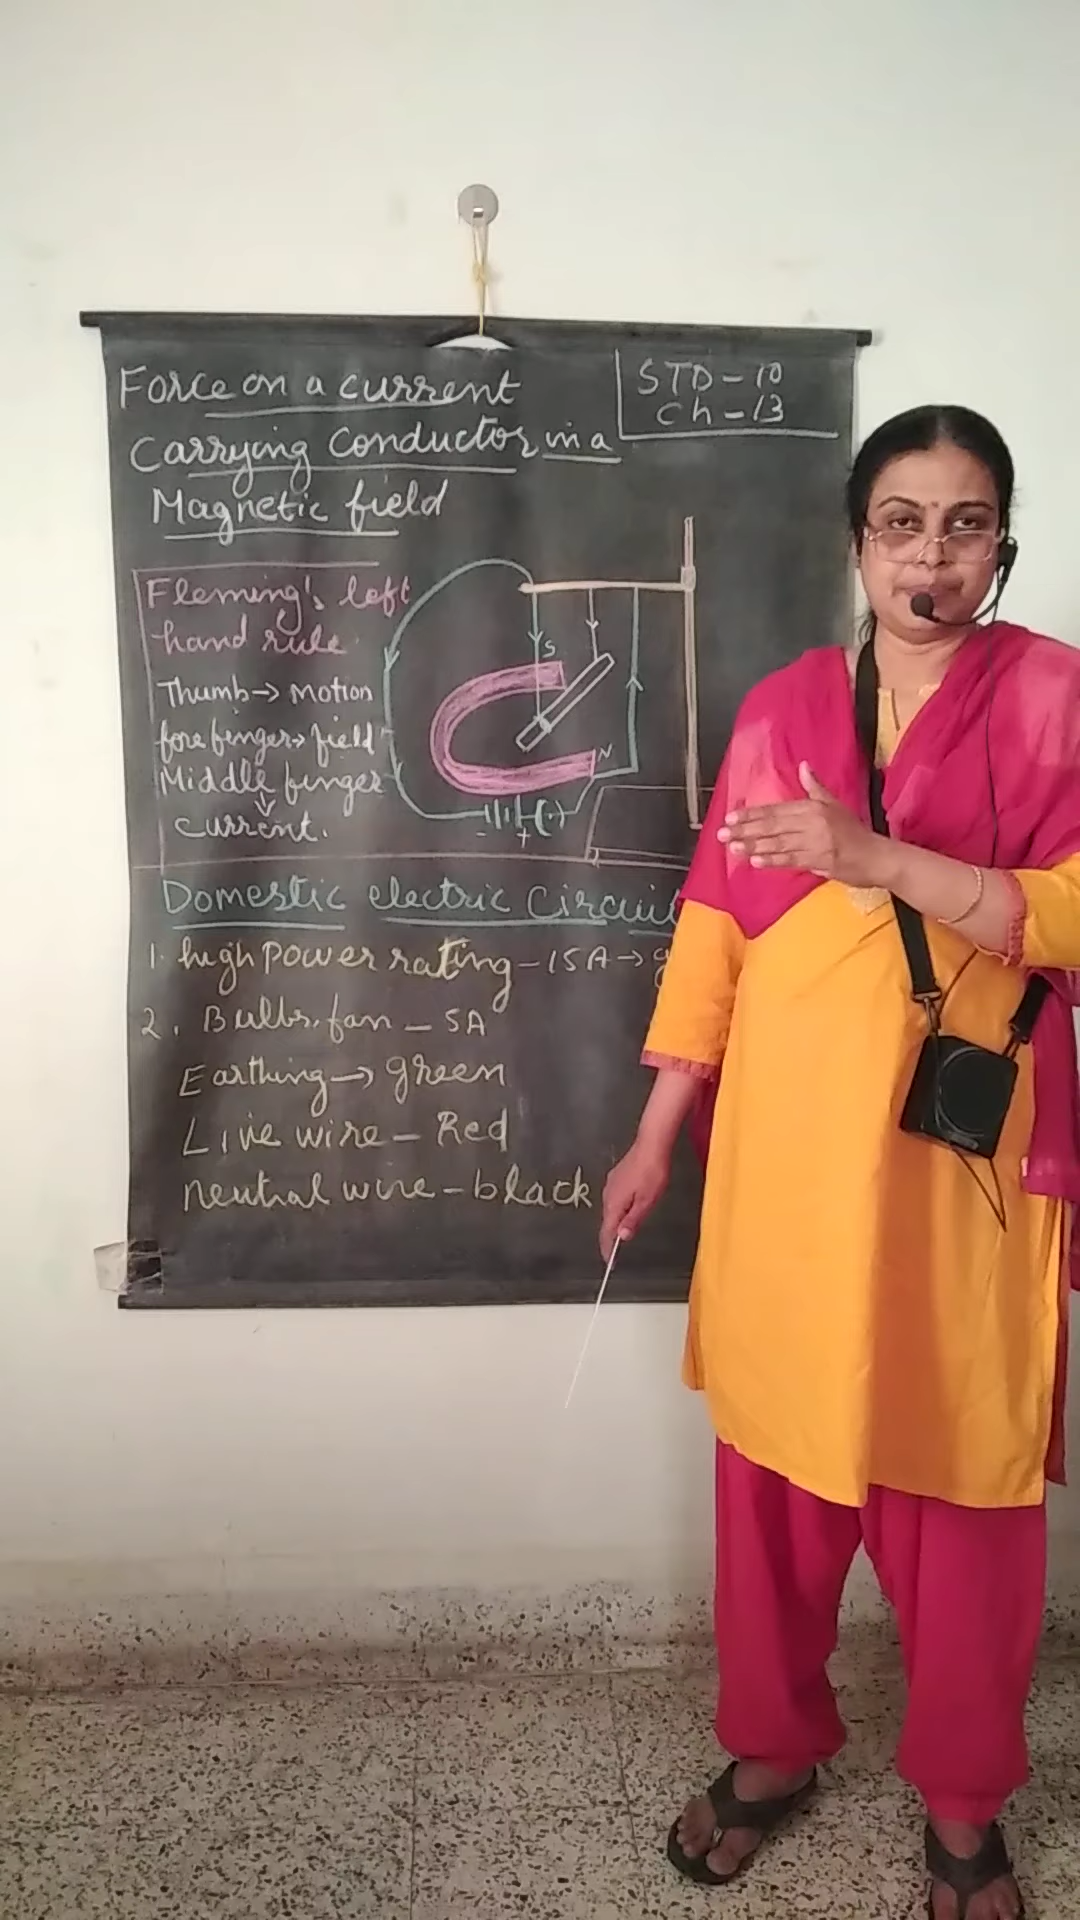 Force on a current
STD - 10
Ch - 13
Carrying Conductor in a
Magnetic field
Fleming's left
hand rule
Thumb → Motion
fore finger → field
Middle finger
↓
current.
S
N
- +
Domestic electric Circuit
1. high power rating - 15A → g
2. Bulbs, fan - 5A
Earthing → green
Live wire - Red
neutral wire - black